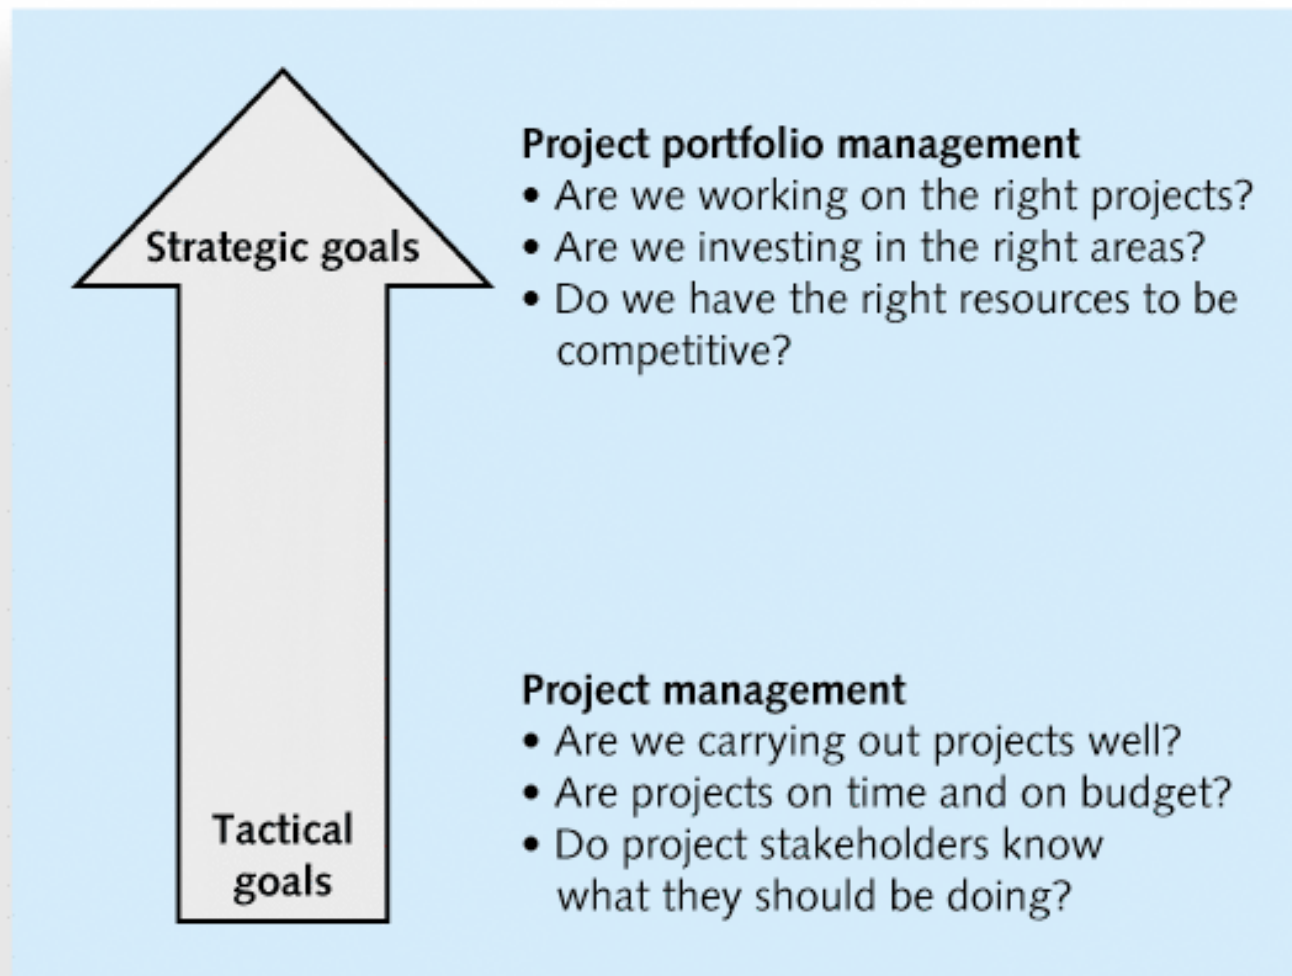 Strategic goals
Tactical
goals
Project portfolio management
• Are we working on the right projects?
• Are we investing in the right areas?
• Do we have the right resources to be
competitive?
Project management
• Are we carrying out projects well?
• Are projects on time and on budget?
• Do project stakeholders know
what they should be doing?